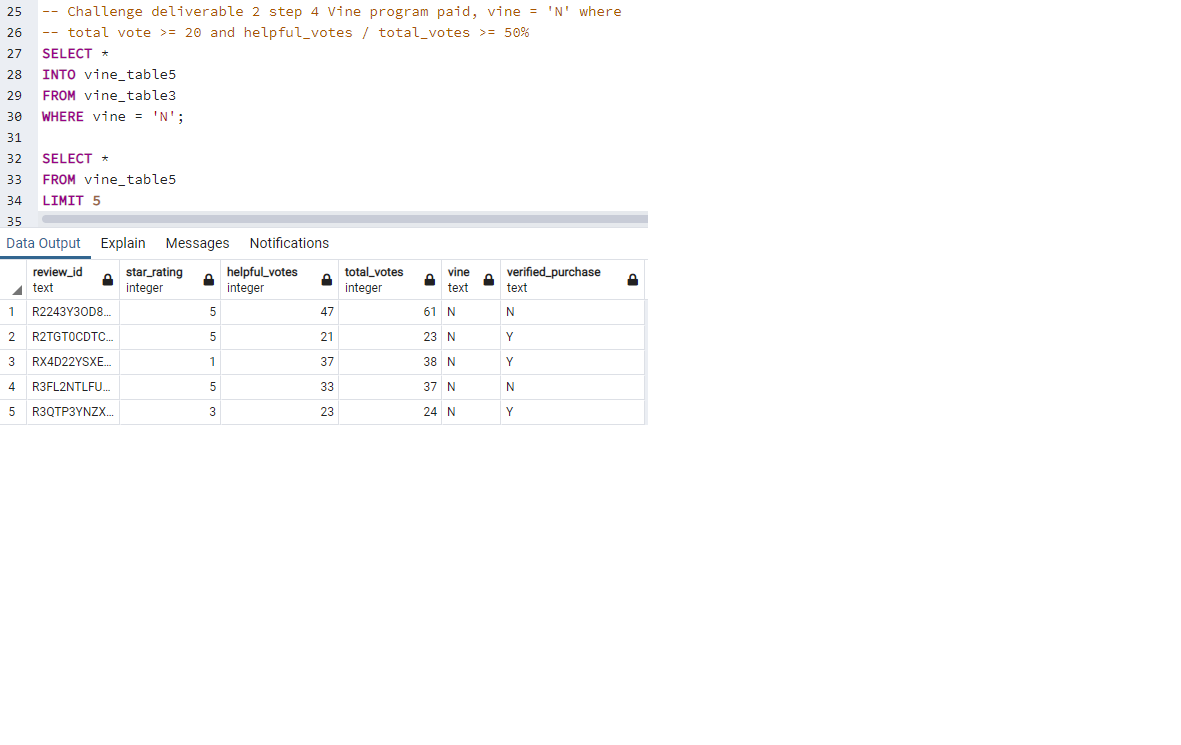 25 -- Challenge deliverable 2 step 4 Vine program paid, vine = 'N' where
26 -- total vote >= 20 and helpful_votes / total_votes >= 50%
27 SELECT *
28 INTO vine_table5
29 FROM vine_table3
30 WHERE vine = 'N';
31
32 SELECT *
33 FROM vine_table5
34 LIMIT 5
35
Data Output Explain Messages Notifications
review_id star_rating helpful_votes total_votes vine verified_purchase
text integer integer integer text text
1 R2243Y3OD8... 5 47 61 N N
2 R2TGT0CDTC... 5 21 23 N Y
3 RX4D22YSXE... 1 37 38 N Y
4 R3FL2NTLFU... 5 33 37 N N
5 R3QTP3YNZX... 3 23 24 N Y